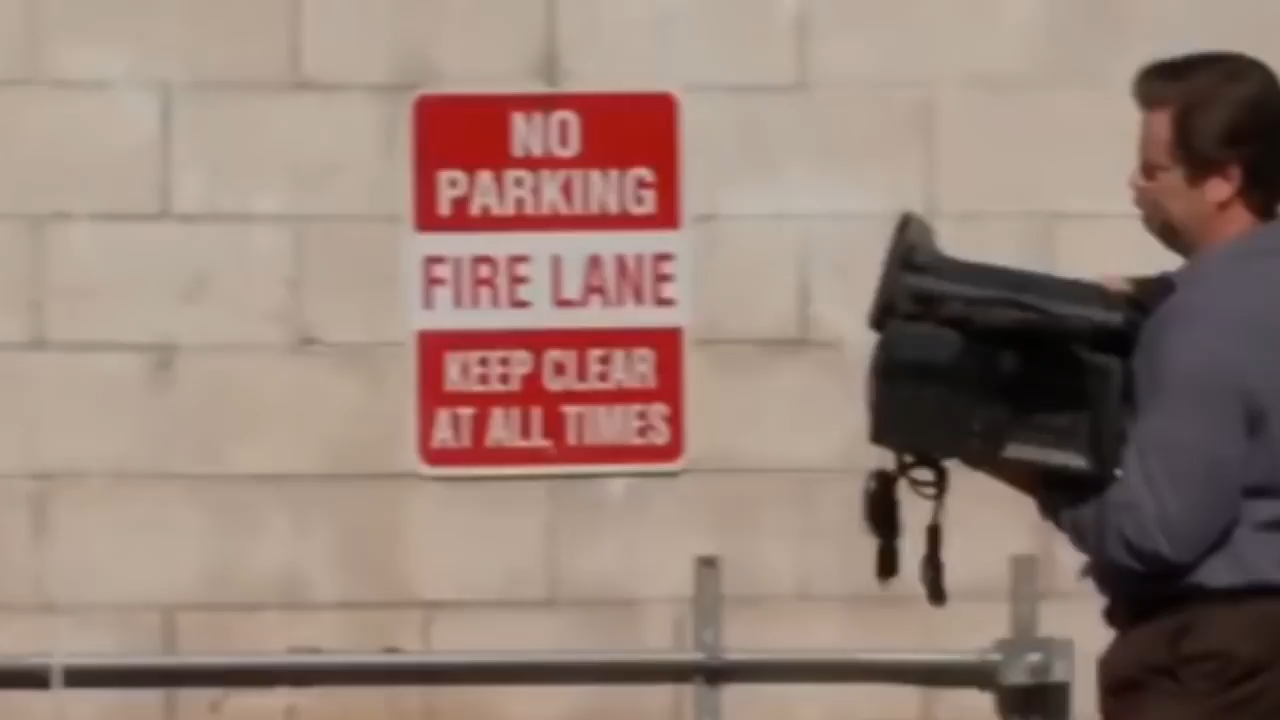 NO
PARKING
FIRE LANE
KEEP CLEAR
AT ALL TIMES